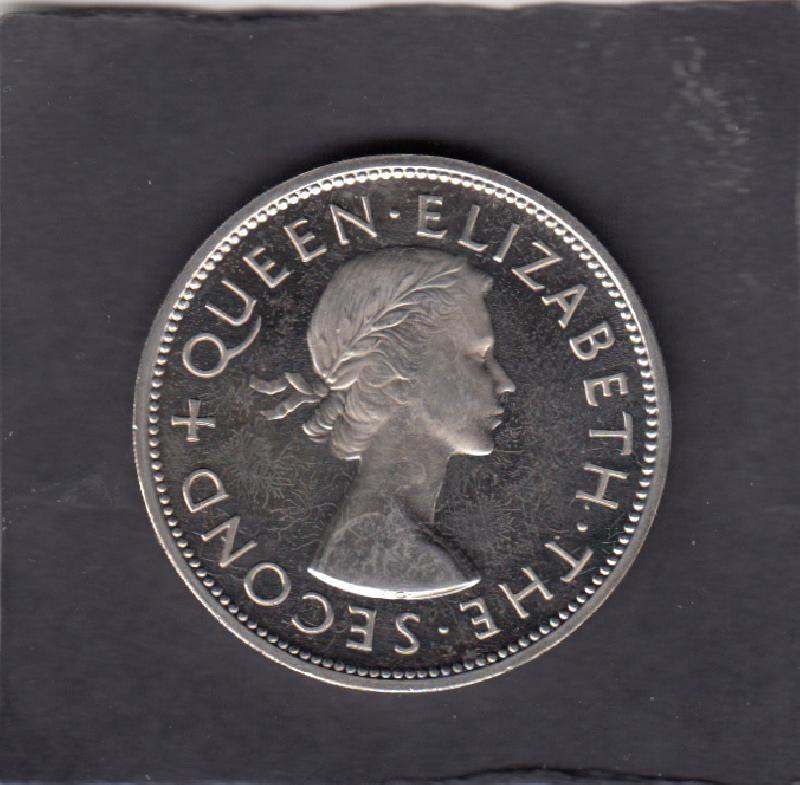 + QUEEN · ELIZABETH · THE · SECOND